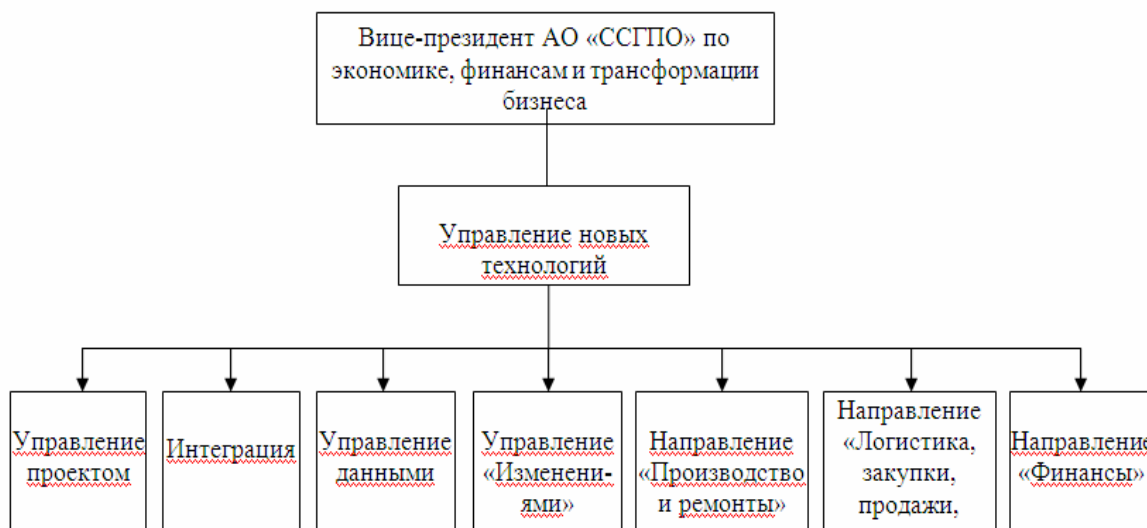 Вице-президент АО «ССГПО» по
экономике, финансам и трансформации
бизнеса
Управление новых
технологий
Управление
проектом
Интеграция
Управление
данными
Управление
«Изменени-
ями»
Направление
«Производство
и ремонты»
Направление
«Логистика,
закупки,
продажи,
Направление
«Финансы»